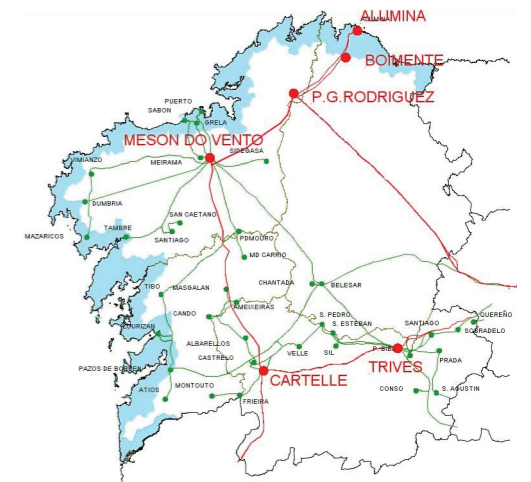 ALUMINA
BOIMENTE
P.G.RODRIGUEZ
PUERTO
SABON
GRELA
MESON DO VENTO
SIDEGASA
VIMIANZO
MEIRAMA
DUMBRIA
SAN CAETANO
TAMBRE
MAZARICOS
SANTIAGO
PDMOURO
MD CARRIO
CHANTADA
BELESAR
TIBO
MASGALAN
AMEIXEIRAS
CANDO
S. PEDRO
SANTIAGO
QUEREÑO
S. ESTEBAN
SOBRADELO
LOURIZAN
ALBARELLOS
VELLE
SIL
CASTRELO
TRIVES
PRADA
PAZOS DE BORBEN
CARTELLE
ATIOS
MONTOUTO
CONSO
S. AGUSTIN
FRIEIRA